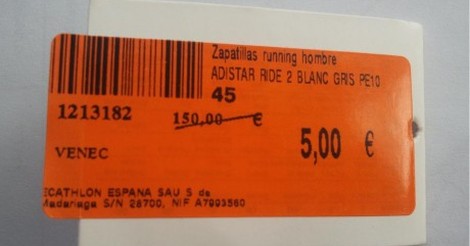 Zapatillas running hombre
ADISTAR RIDE 2 BLANC GRIS PE10
45
1213182
150,00 €
VENEC
5,00 €
ECATHLON ESPANA SAU S de
Madariaga S/N 28700, NIF A7993560